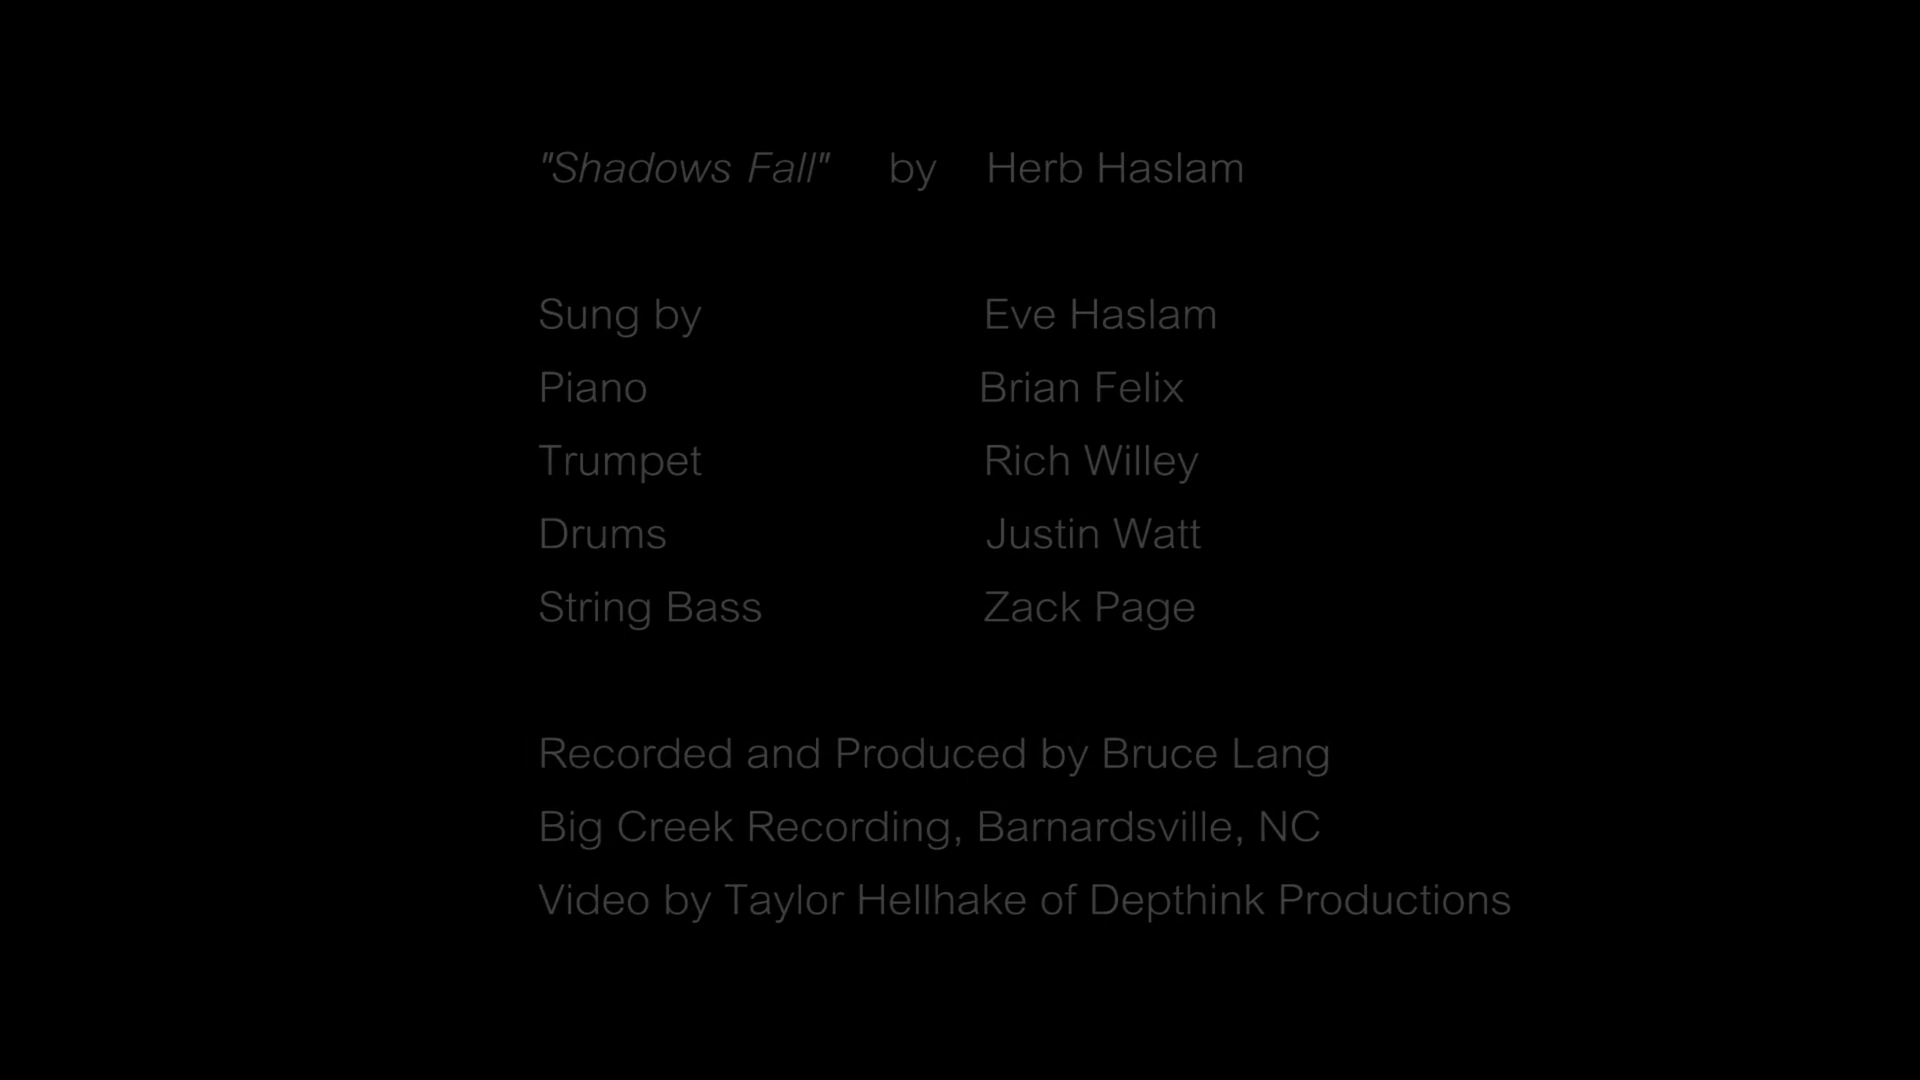 "Shadows Fall" by Herb Haslam
Sung by Eve Haslam
Piano Brian Felix
Trumpet Rich Willey
Drums Justin Watt
String Bass Zack Page
Recorded and Produced by Bruce Lang
Big Creek Recording, Barnardsville, NC
Video by Taylor Hellhake of Depthink Productions